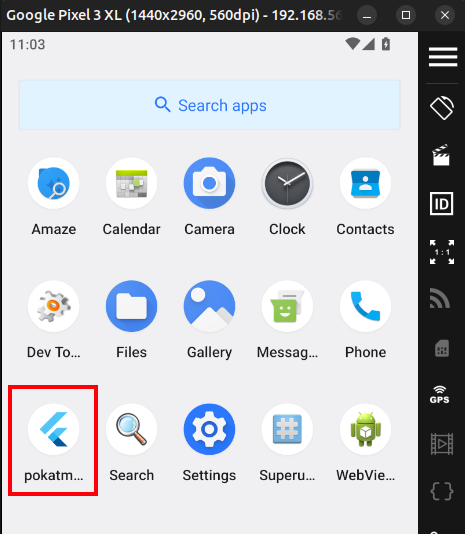 Google Pixel 3 XL (1440x2960, 560dpi) - 192.168.56
11:03
Search apps
Amaze Calendar Camera Clock Contacts
Dev To... Files Gallery Messag... Phone
pokatm... Search Settings Superu... WebVie...
ID
1:1
GPS